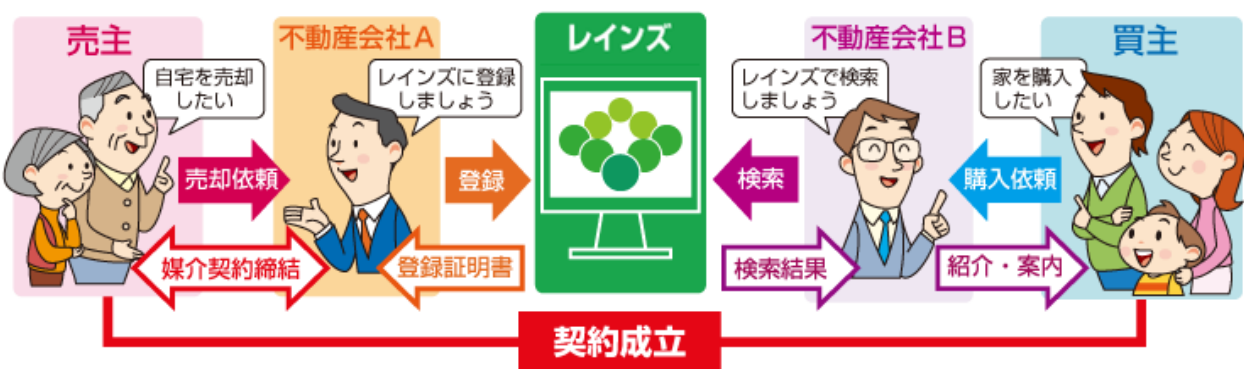 売主
不動産会社A
レインズ
不動産会社B
買主
自宅を売却
したい
レインズに登録
しましょう
レインズで検索
しましょう
家を購入
したい
売却依頼
登録
検索
購入依頼
媒介契約締結
登録証明書
検索結果
紹介・案内
契約成立